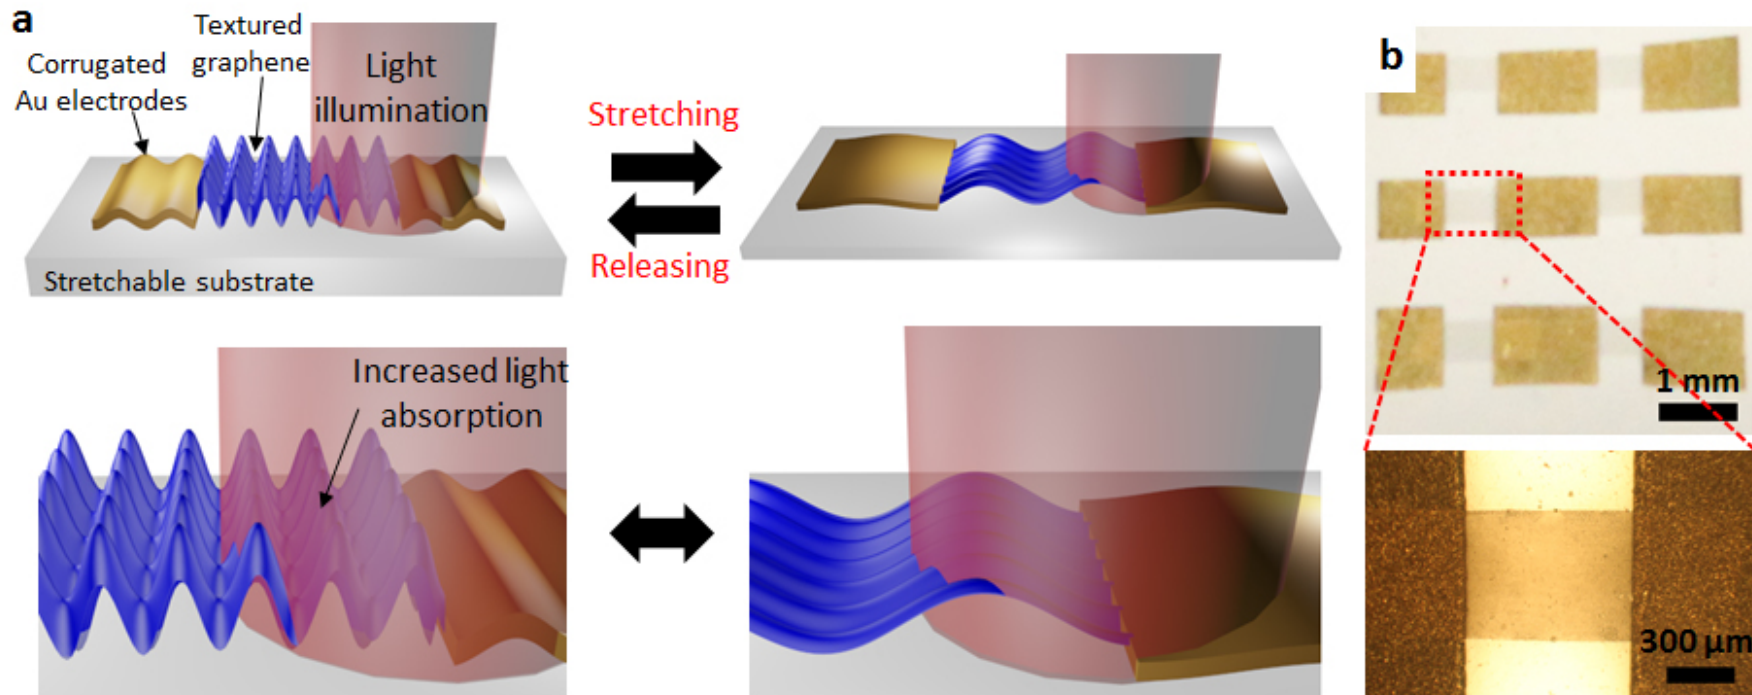 a
Textured
graphene
Corrugated
Au electrodes
Light
illumination
Stretching
Releasing
Stretchable substrate
Increased light
absorption
b
1 mm
300 μm